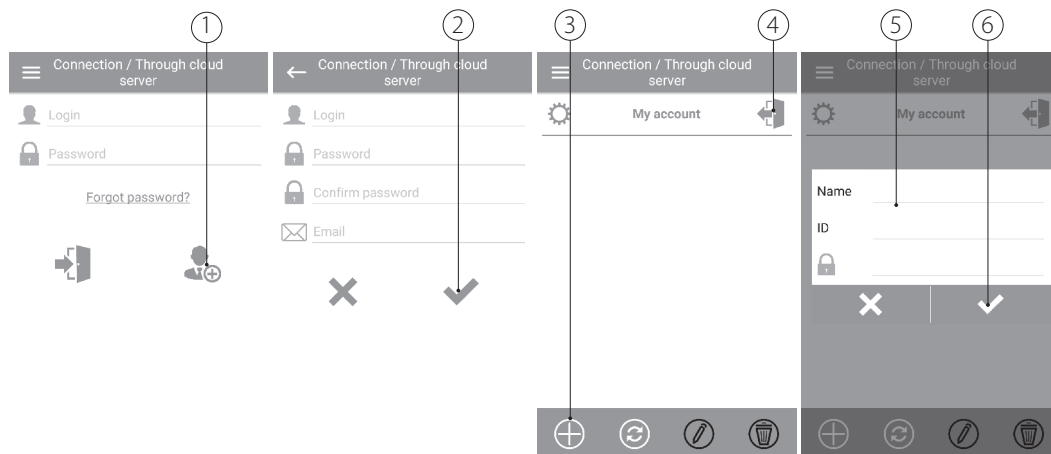 1
2
3
4
5
6
Connection / Through cloud
server
Login
Password
Forgot password?
Connection / Through cloud
server
Login
Password
Confirm password
Email
Connection / Through cloud
server
My account
Connection / Through cloud
server
My account
Name
ID